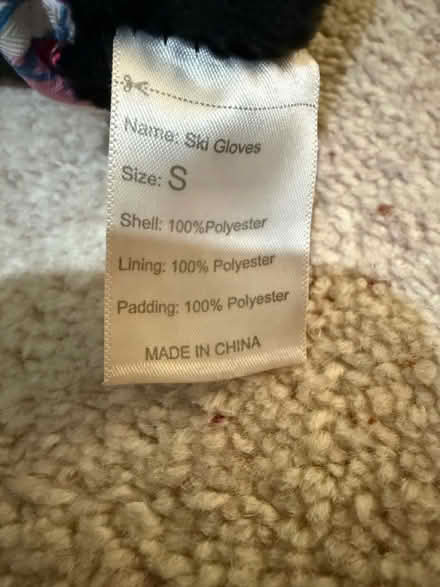 Name: Ski Gloves
Size: S
Shell: 100%Polyester
Lining: 100% Polyester
Padding: 100% Polyester
MADE IN CHINA